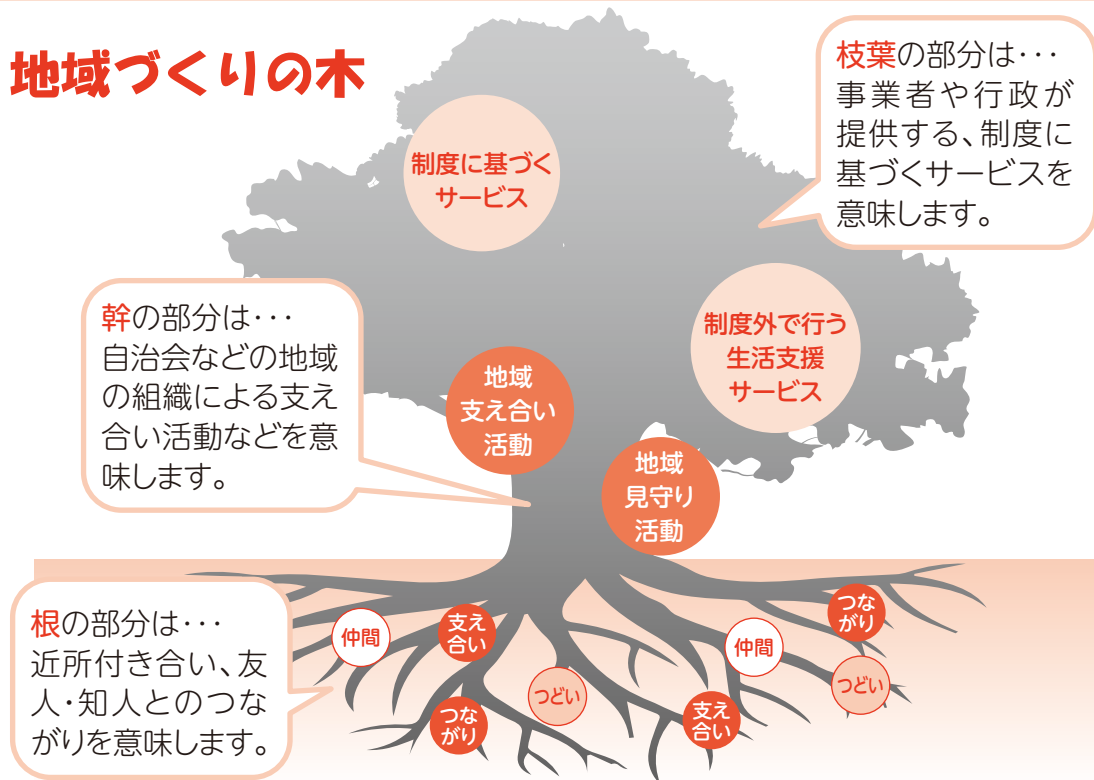 地域づくりの木
枝葉の部分は･･･
事業者や行政が
提供する、制度に
基づくサービスを
意味します。
制度に基づく
サービス
制度外で行う
生活支援
サービス
幹の部分は･･･
自治会などの地域
の組織による支え
合い活動などを意
味します。
地域
支え合い
活動
地域
見守り
活動
根の部分は･･･
近所付き合い、友
人･知人とのつな
がりを意味します。
仲間
支え
合い
つな
がり
つどい
仲間
支え
合い
つな
がり
つどい